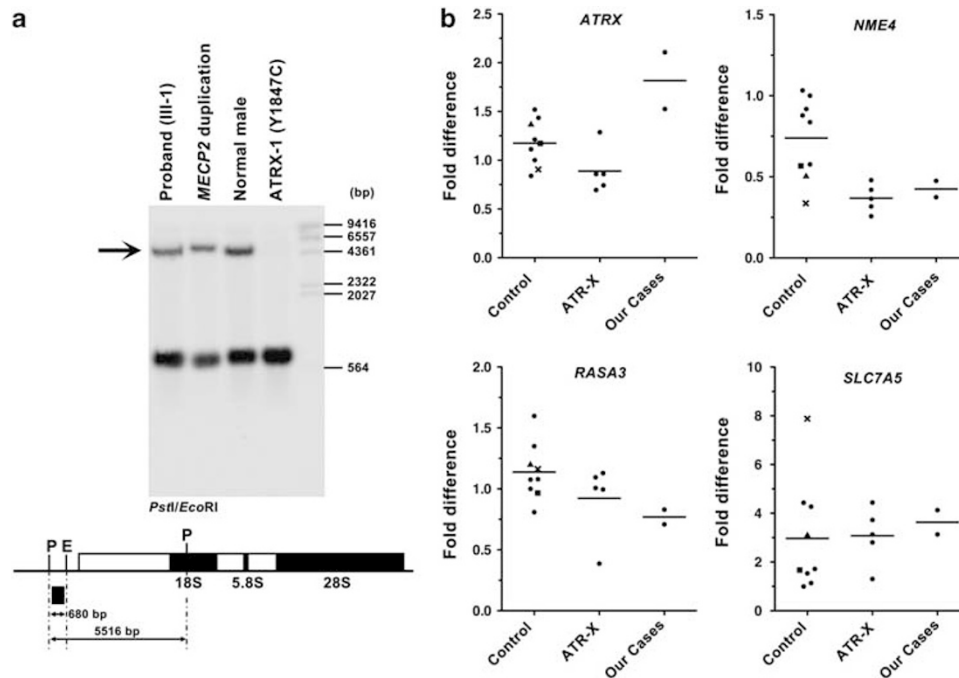 a
Proband (III-1)
MECP2 duplication
Normal male
ATRX-1 (Y1847C)
(bp)
9416
6557
4361
2322
2027
564
PstI/EcoRI
P E
P
18S 5.8S 28S
680 bp
5516 bp
b
ATRX
Fold difference
2.5
2.0
1.5
1.0
0.5
0.0
Control
ATR-X
Our Cases
NME4
Fold difference
1.5
1.0
0.5
0.0
Control
ATR-X
Our Cases
RASA3
Fold difference
2.0
1.5
1.0
0.5
0.0
Control
ATR-X
Our Cases
SLC7A5
Fold difference
10
8
6
4
2
0
Control
ATR-X
Our Cases